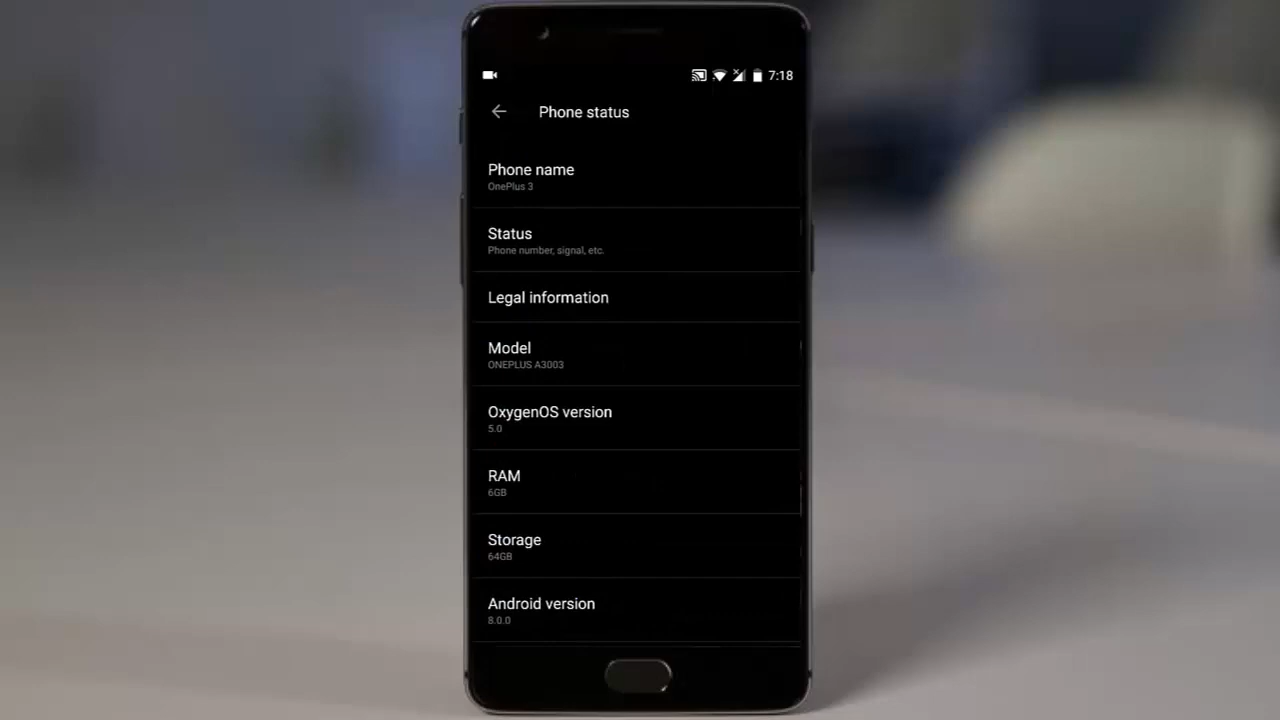 7:18
Phone status
Phone name
OnePlus 3
Status
Phone number, signal, etc.
Legal information
Model
ONEPLUS A3003
OxygenOS version
5.0
RAM
6GB
Storage
64GB
Android version
8.0.0